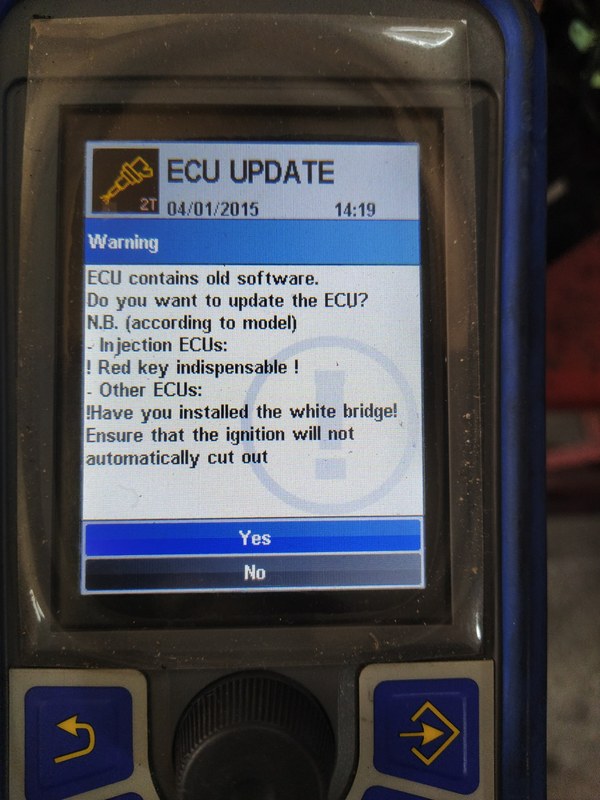 ECU UPDATE
2T
04/01/2015 14:19
Warning
ECU contains old software.
Do you want to update the ECU?
N.B. (according to model)
- Injection ECUs:
! Red key indispensable !
- Other ECUs:
!Have you installed the white bridge!
Ensure that the ignition will not
automatically cut out
Yes
No